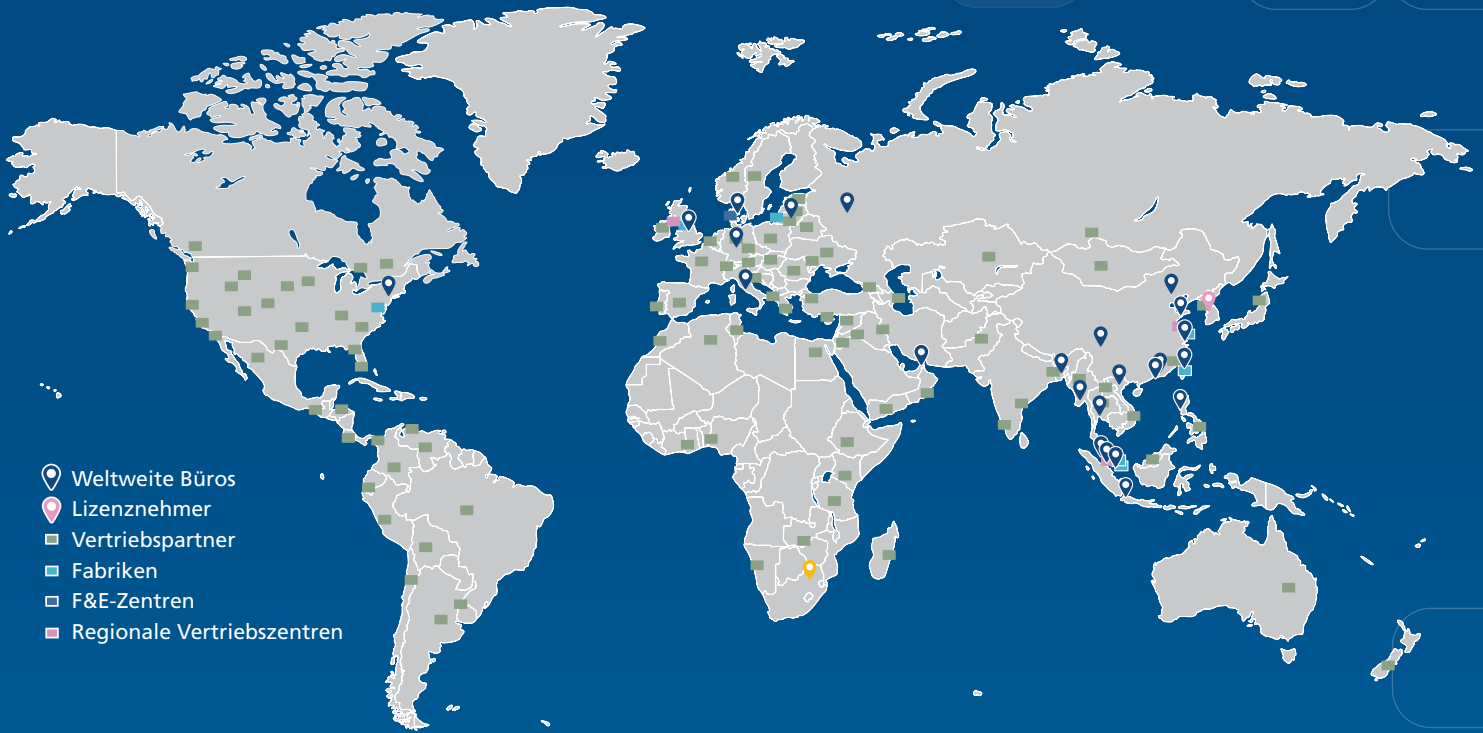 Weltweite Büros
Lizenznehmer
Vertriebspartner
Fabriken
F&E-Zentren
Regionale Vertriebszentren